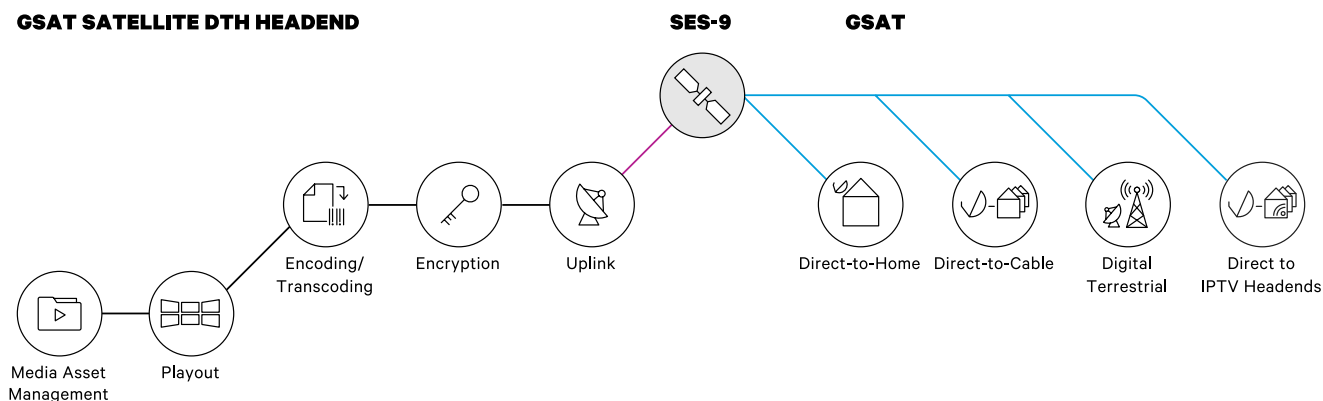 GSAT SATELLITE DTH HEADEND
SES-9
GSAT
Encoding/
Transcoding
Encryption
Uplink
Direct-to-Home
Direct-to-Cable
Digital
Terrestrial
Direct to
IPTV Headends
Media Asset
Management
Playout